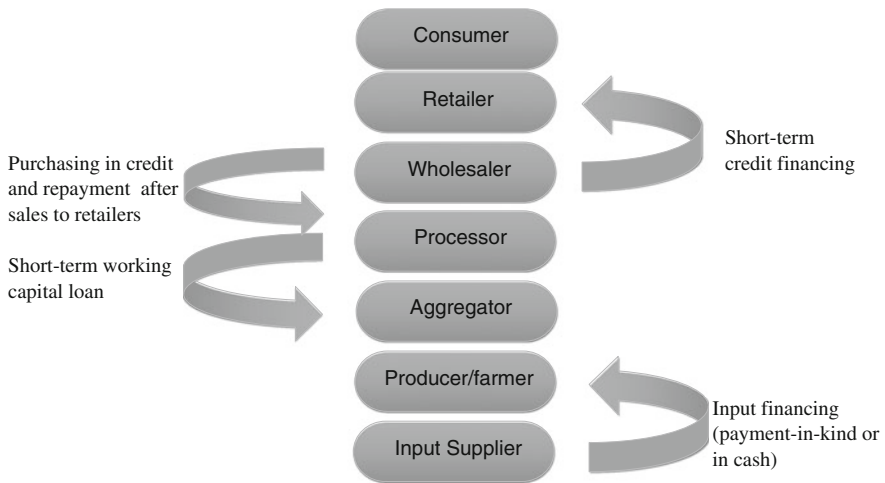 Consumer
Retailer
Short-term
credit financing
Purchasing in credit
and repayment after
sales to retailers
Wholesaler
Processor
Short-term working
capital loan
Aggregator
Producer/farmer
Input financing
(payment-in-kind or
in cash)
Input Supplier